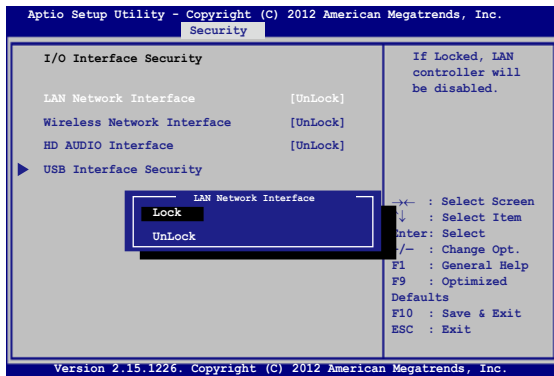 Aptio Setup Utility - Copyright (C) 2012 American Megatrends, Inc.
Security
I/O Interface Security
LAN Network Interface [UnLock]
Wireless Network Interface [UnLock]
HD AUDIO Interface [UnLock]
USB Interface Security
If Locked, LAN
controller will
be disabled.
LAN Network Interface
Lock
UnLock
→← : Select Screen
↑↓ : Select Item
Enter: Select
+/— : Change Opt.
F1 : General Help
F9 : Optimized
Defaults
F10 : Save & Exit
ESC : Exit
Version 2.15.1226. Copyright (C) 2012 American Megatrends, Inc.